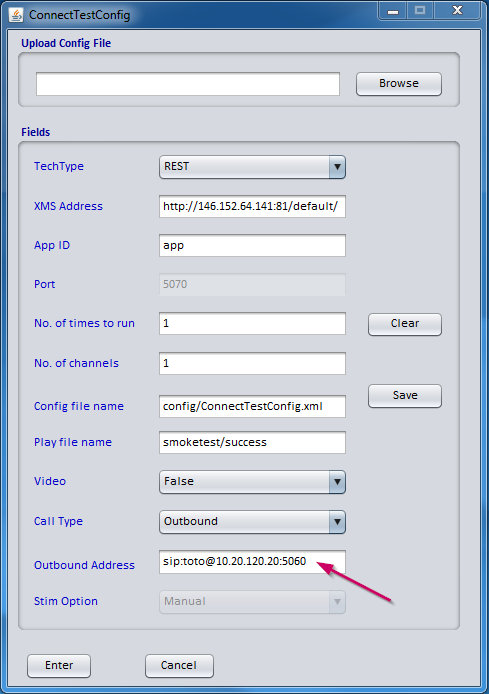 ConnectTestConfig
Upload Config File
Browse
Fields
TechType REST
XMS Address http://146.152.64.141:81/default/
App ID app
Port 5070
No. of times to run 1 Clear
No. of channels 1
Save
Config file name config/ConnectTestConfig.xml
Play file name smoketest/success
Video False
Call Type Outbound
Outbound Address sip:toto@10.20.120.20:5060
Stim Option Manual
Enter Cancel